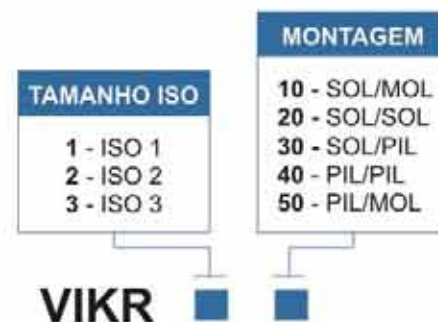 TAMANHO ISO
1 - ISO 1
2 - ISO 2
3 - ISO 3
MONTAGEM
10 - SOL/MOL
20 - SOL/SOL
30 - SOL/PIL
40 - PIL/PIL
50 - PIL/MOL
VIKR